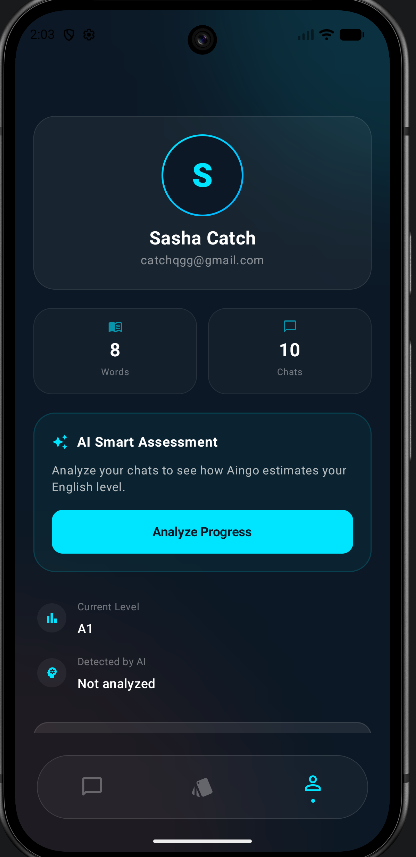 2:03
S
Sasha Catch
catchqgg@gmail.com
8
Words
10
Chats
AI Smart Assessment
Analyze your chats to see how Aingo estimates your
English level.
Analyze Progress
Current Level
A1
Detected by AI
Not analyzed